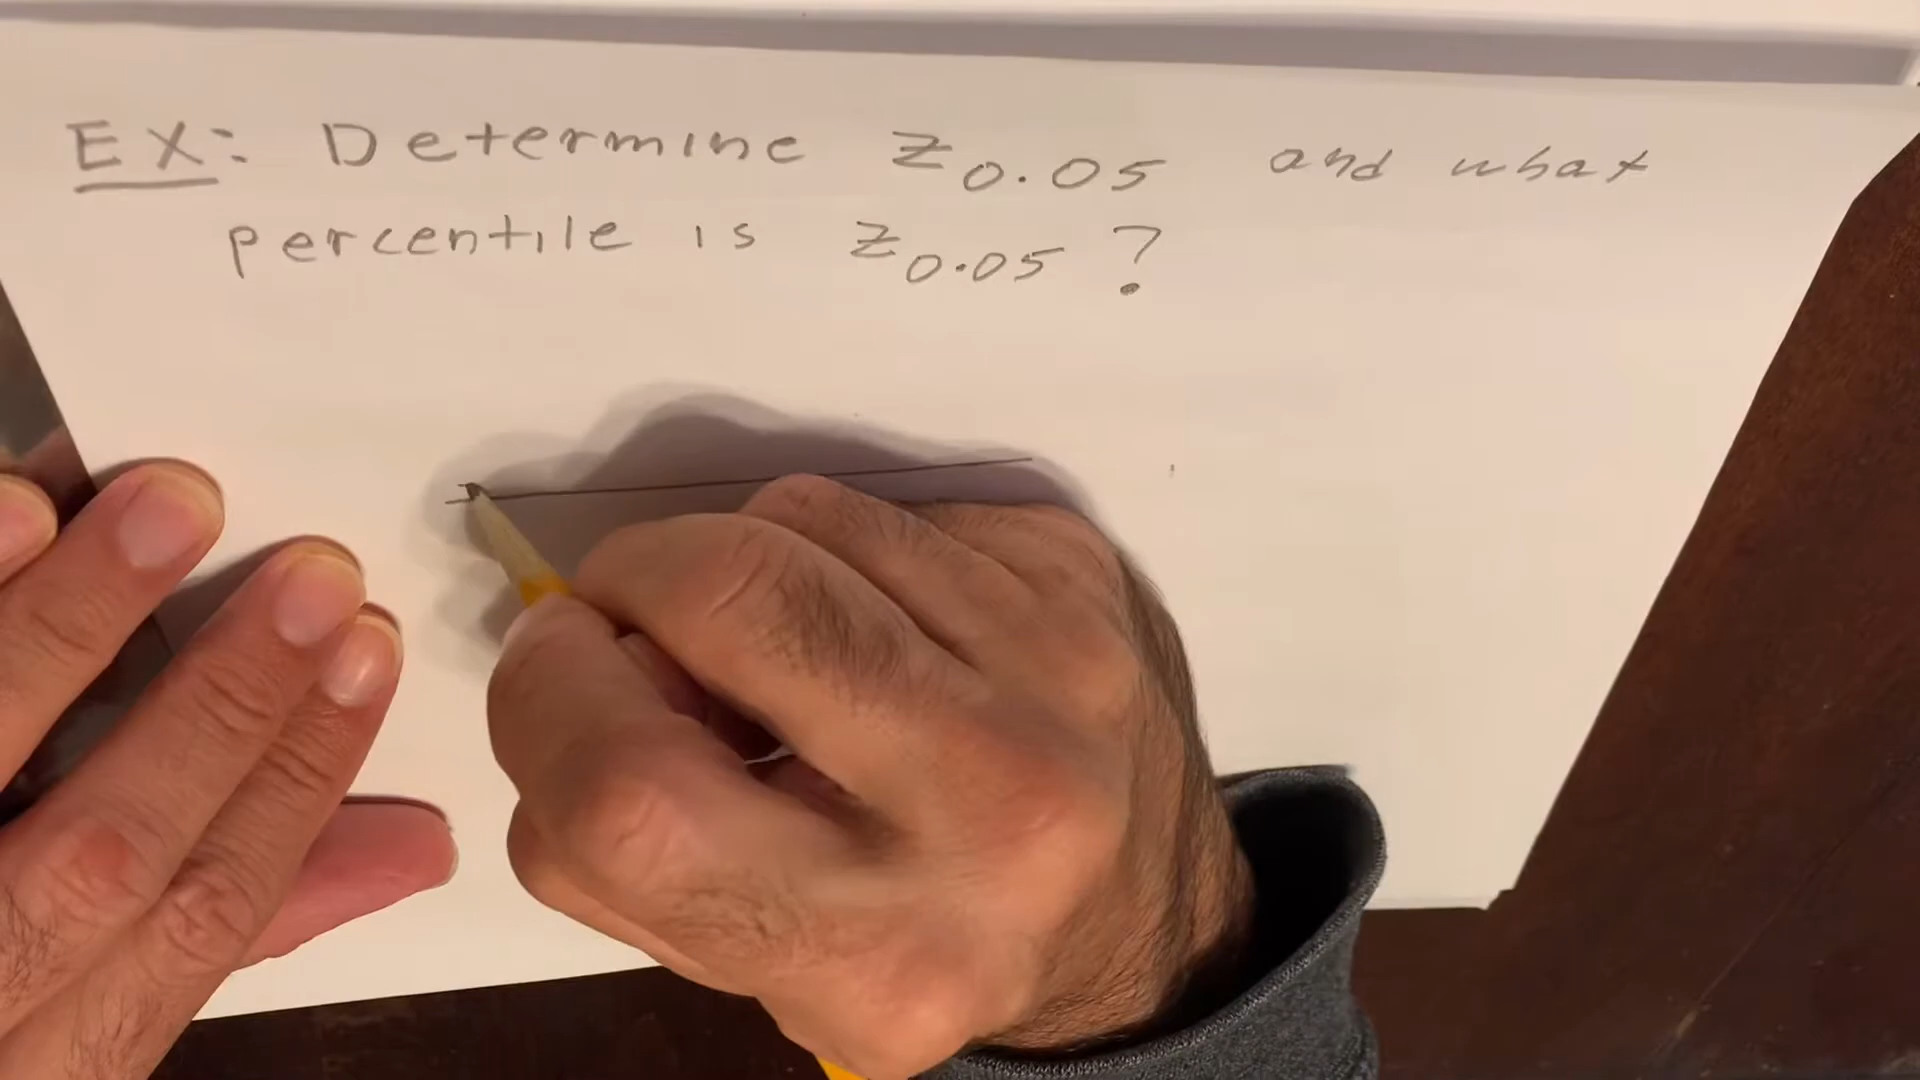 EX: Determine z0.05 and what
percentile is z0.05?